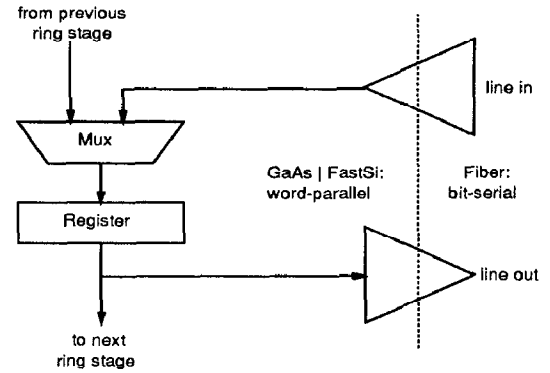 from previous
ring stage
line in
Mux
GaAs | FastSi:
word-parallel
Fiber:
bit-serial
Register
line out
to next
ring stage